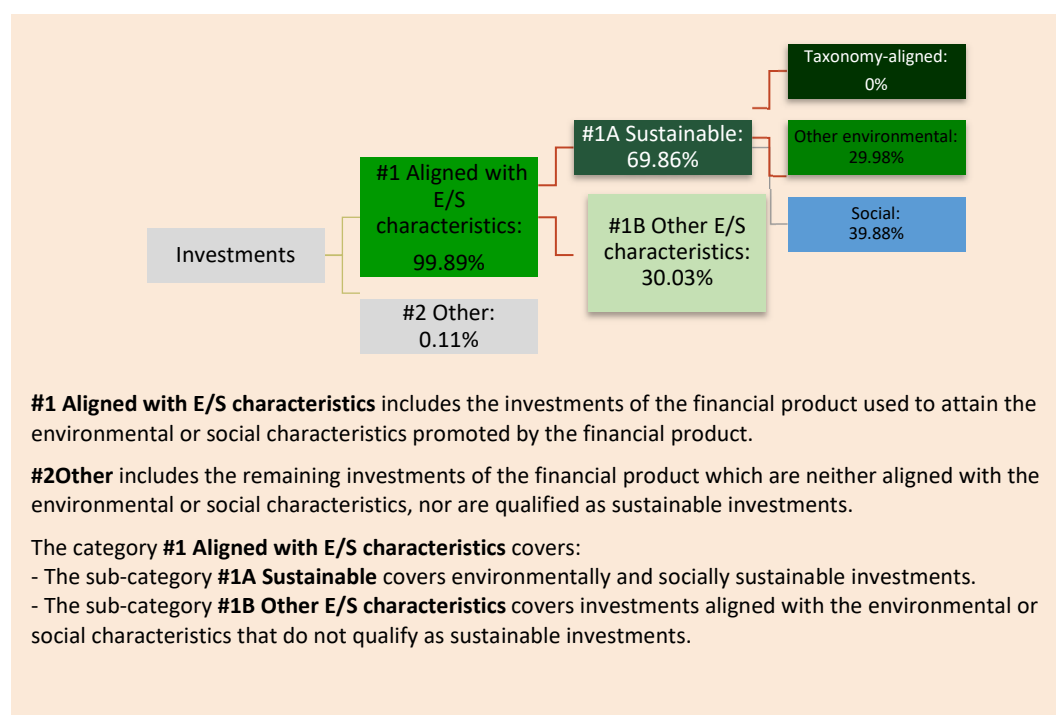 Taxonomy-aligned:
0%
#1A Sustainable:
69.86%
Other environmental:
29.98%
#1 Aligned with
E/S
characteristics:
99.89%
Social:
39.88%
#1B Other E/S
characteristics:
30.03%
Investments
#2 Other:
0.11%
#1 Aligned with E/S characteristics includes the investments of the financial product used to attain the
environmental or social characteristics promoted by the financial product.
#2Other includes the remaining investments of the financial product which are neither aligned with the
environmental or social characteristics, nor are qualified as sustainable investments.
The category #1 Aligned with E/S characteristics covers:
- The sub-category #1A Sustainable covers environmentally and socially sustainable investments.
- The sub-category #1B Other E/S characteristics covers investments aligned with the environmental or
social characteristics that do not qualify as sustainable investments.